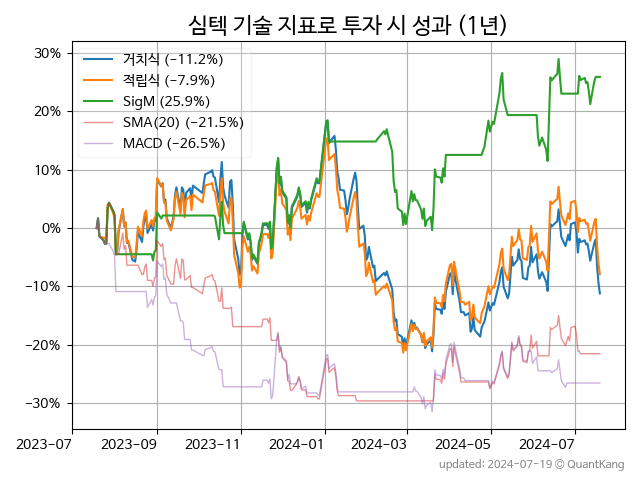 심텍 기술 지표로 투자 시 성과 (1년)
30%
20%
10%
0%
−10%
−20%
−30%
거치식 (−11.2%)
적립식 (−7.9%)
SigM (25.9%)
SMA(20) (−21.5%)
MACD (−26.5%)
2023-07 2023-09 2023-11 2024-01 2024-03 2024-05 2024-07
updated: 2024-07-19 © QuantKang